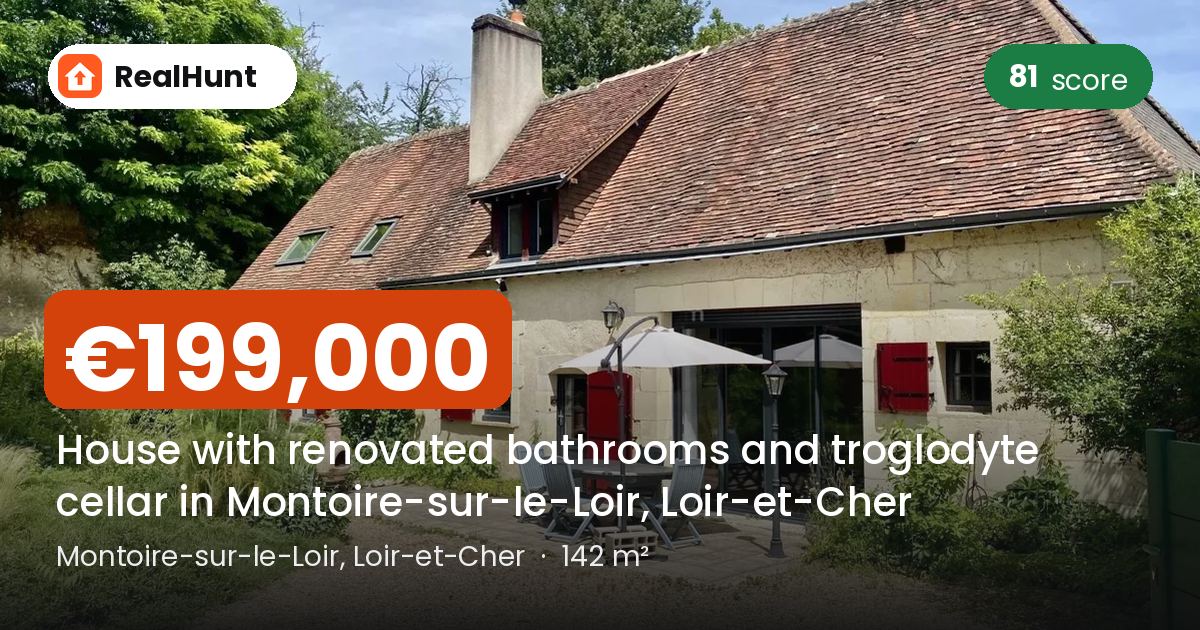 RealHunt
81 score
€199,000
House with renovated bathrooms and troglodyte
cellar in Montoire-sur-le-Loir, Loir-et-Cher
Montoire-sur-le-Loir, Loir-et-Cher · 142 m²